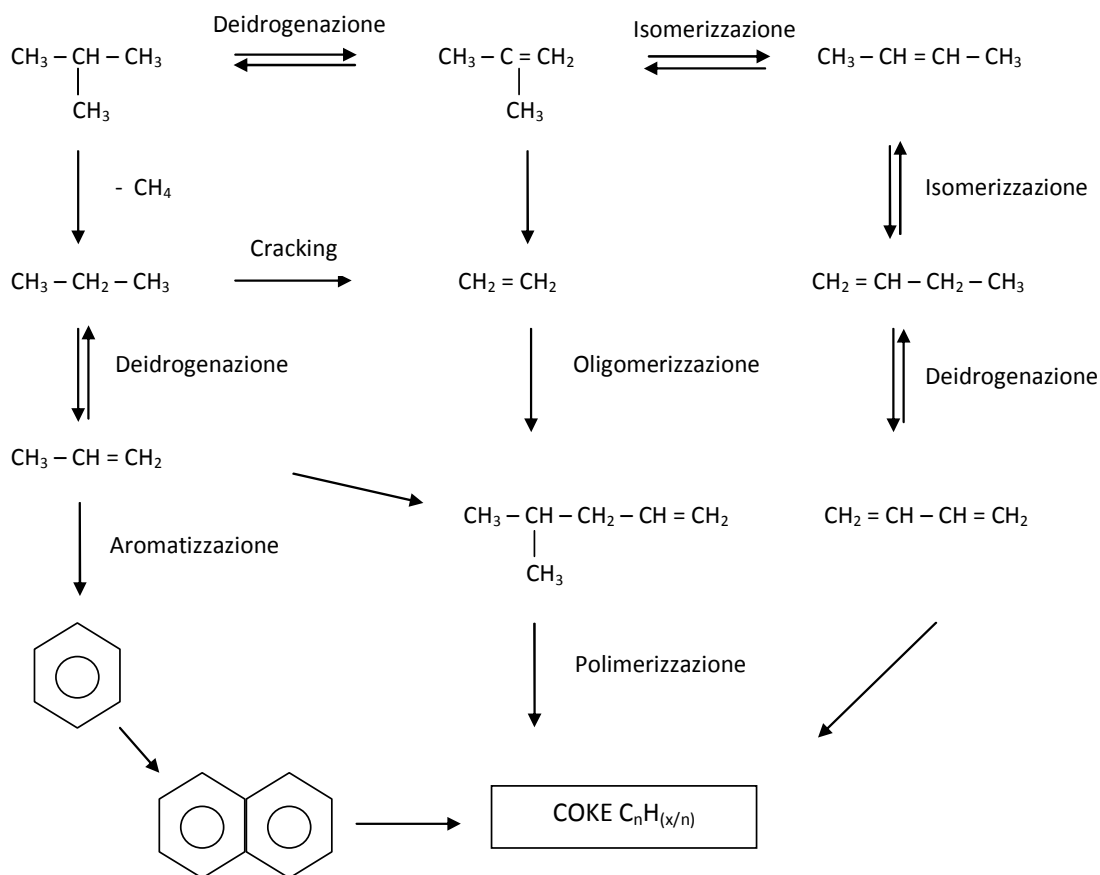 Deidrogenazione
Isomerizzazione
CH₃ – CH – CH₃
CH₃
CH₃ – C = CH₂
CH₃
CH₃ – CH = CH – CH₃
- CH₄
Isomerizzazione
Cracking
CH₃ – CH₂ – CH₃
CH₂ = CH₂
CH₂ = CH – CH₂ – CH₃
Deidrogenazione
Oligomerizzazione
Deidrogenazione
CH₃ – CH = CH₂
CH₃ – CH – CH₂ – CH = CH₂
CH₃
CH₂ = CH – CH = CH₂
Aromatizzazione
Polimerizzazione
COKE CₙH₍ₓ/ₙ₎